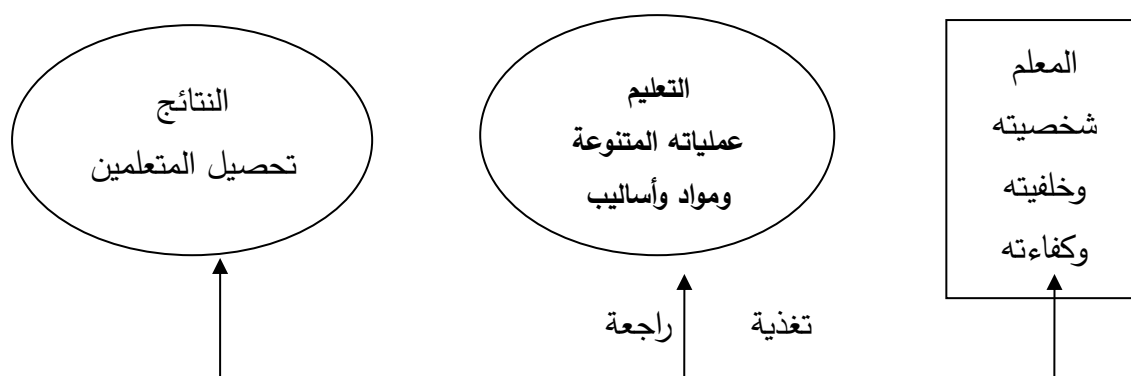 المعلم
شخصيته
وخلفيته
وكفاءته
التعليم
عملياته المتنوعة
ومواد وأساليب
النتائج
تحصيل المتعلمين
تغذية راجعة